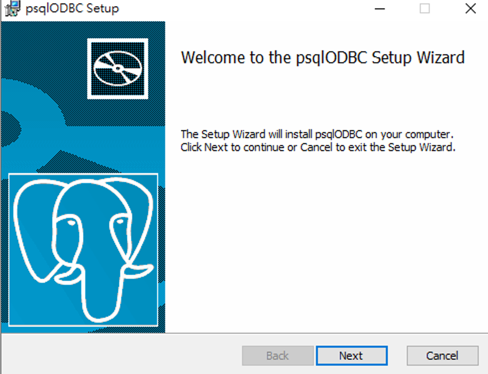 psqlODBC Setup
Welcome to the psqlODBC Setup Wizard
The Setup Wizard will install psqlODBC on your computer.
Click Next to continue or Cancel to exit the Setup Wizard.
Back
Next
Cancel